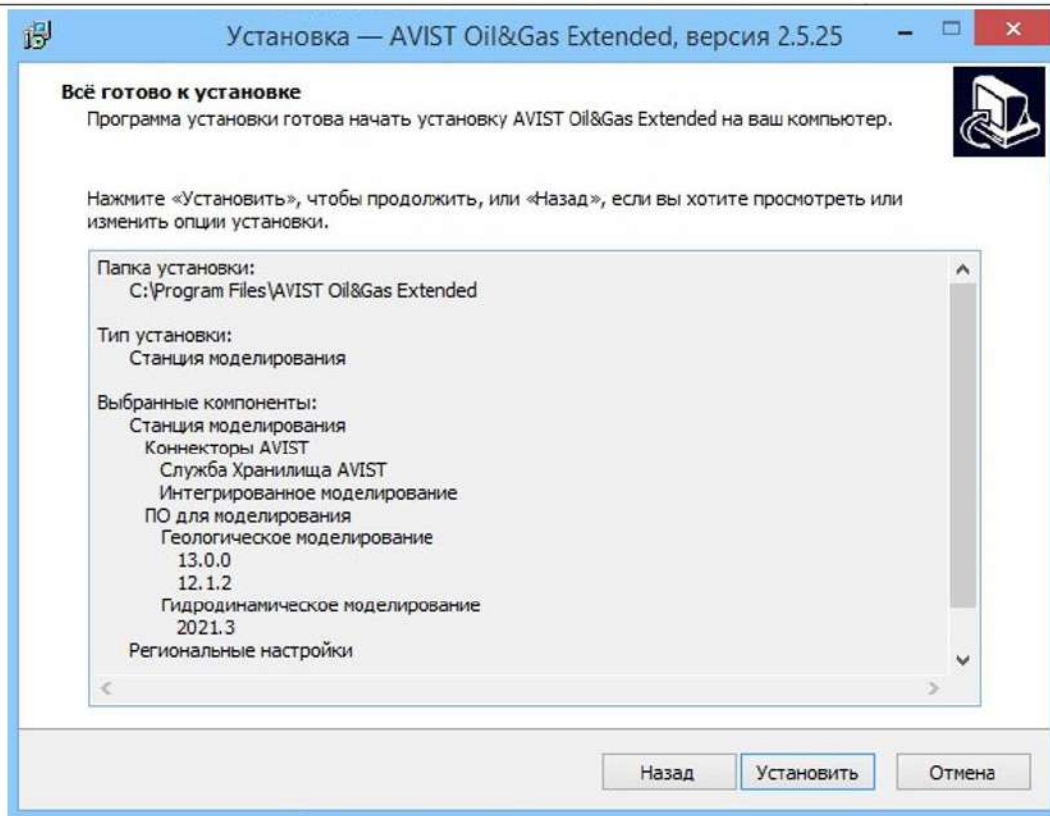 Установка — AVIST Oil&Gas Extended, версия 2.5.25
Всё готово к установке
Программа установки готова начать установку AVIST Oil&Gas Extended на ваш компьютер.
Нажмите «Установить», чтобы продолжить, или «Назад», если вы хотите просмотреть или
изменить опции установки.
Папка установки:
C:\Program Files\AVIST Oil&Gas Extended
Тип установки:
Станция моделирования
Выбранные компоненты:
Станция моделирования
Коннекторы AVIST
Служба Хранилища AVIST
Интегрированное моделирование
ПО для моделирования
Геологическое моделирование
13.0.0
12.1.2
Гидродинамическое моделирование
2021.3
Региональные настройки
Назад
Установить
Отмена